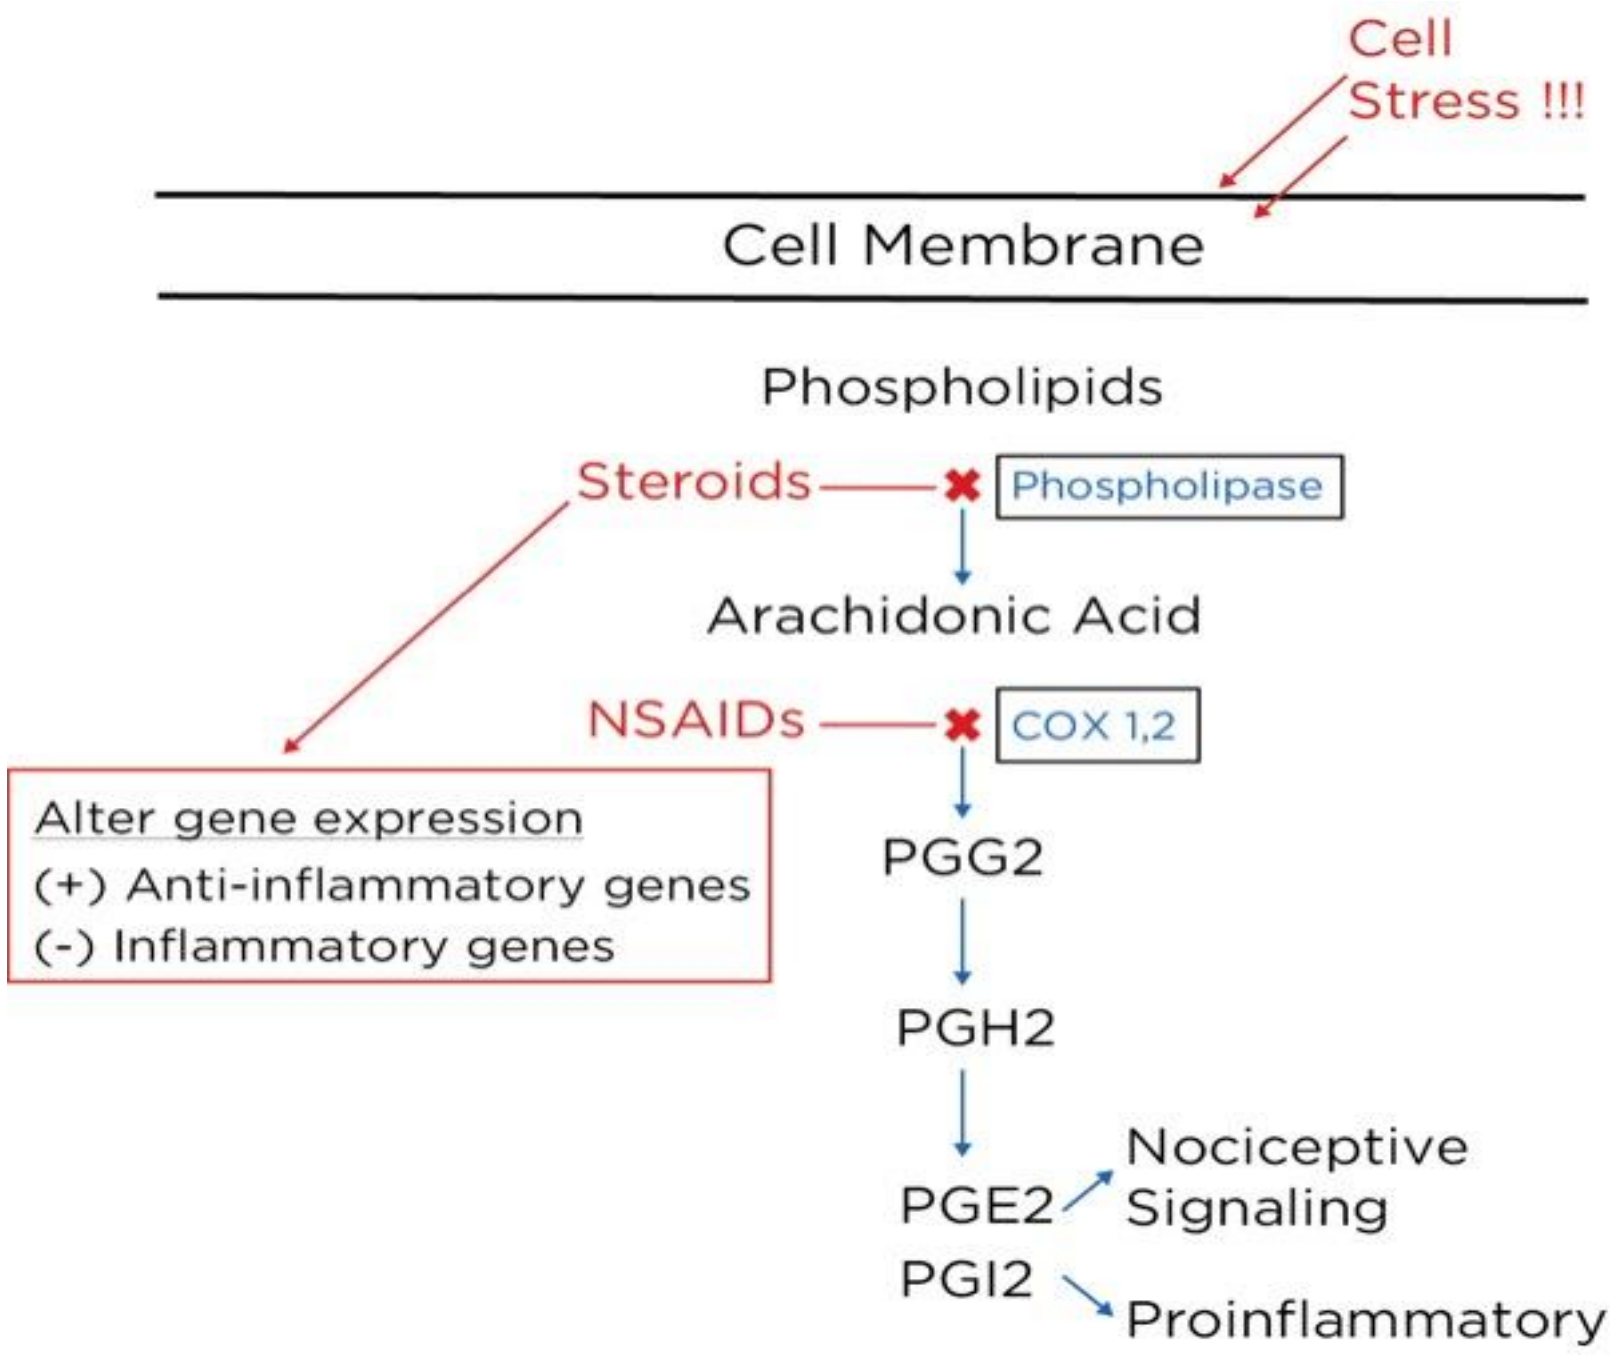 Cell
Stress !!!
Cell Membrane
Phospholipids
Steroids
Phospholipase
Arachidonic Acid
NSAIDs
COX 1,2
Alter gene expression
(+) Anti-inflammatory genes
(-) Inflammatory genes
PGG2
PGH2
PGE2
Nociceptive
Signaling
PGI2
Proinflammatory